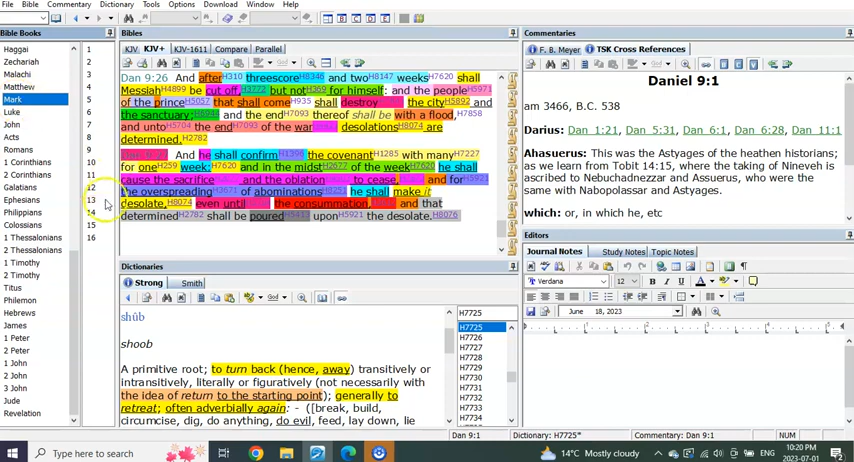 File Bible Commentary Dictionary Tools Options Download Window Help
Bible Books
Haggai
Zechariah
Malachi
Matthew
Mark
Luke
John
Acts
Romans
1 Corinthians
2 Corinthians
Galatians
Ephesians
Philippians
Colossians
1 Thessalonians
2 Thessalonians
1 Timothy
2 Timothy
Titus
Philemon
Hebrews
James
1 Peter
2 Peter
1 John
2 John
3 John
Jude
Revelation
1
2
3
4
5
6
7
8
9
10
11
12
13
14
15
16
Bibles
KJV KJV+ KJV-1611 Compare Parallel
Dan 9:26 And after H310 threescore H8346 and two H8147 weeks H7620 shall
Messiah H4899 be cut off, H3772 but not H369 for himself: and the people H5971
of the prince H5057 that shall come H935 shall destroy the city H5892 and
the sanctuary; and the end H7093 thereof shall be with a flood, H7858
and unto H5704 the end H7093 of the war desolations H8074 are
determined. H2782
And he shall confirm H1396 the covenant H1285 with many H7227
for one H259 week: H7620 and in the midst H2677 of the week H7620 he shall
cause the sacrifice and the oblation to cease, and for H5921
the overspreading H3671 of abominations H8251 he shall make it
desolate, H8074 even until the consummation, and that
determined H2782 shall be poured H5413 upon H5921 the desolate. H8076
Dictionaries
Strong Smith
H7725
shûb
shoob
A primitive root; to turn back (hence, away) transitively or
intransitively, literally or figuratively (not necessarily with
the idea of return to the starting point); generally to
retreat; often adverbially again: - ([break, build,
circumcise, dig, do anything, do evil, feed, lay down, lie
H7725
H7726
H7727
H7728
H7729
H7730
H7731
H7732
H7733
H7734
Commentaries
F. B. Meyer TSK Cross References
Daniel 9:1
am 3466, B.C. 538
Darius: Dan 1:21, Dan 5:31, Dan 6:1, Dan 6:28, Dan 11:1
Ahasuerus: This was the Astyages of the heathen historians;
as we learn from Tobit 14:15, where the taking of Nineveh is
ascribed to Nebuchadnezzar and Assuerus, who were the
same with Nabopolassar and Astyages.
which: or, in which he, etc
Editors
Journal Notes Study Notes Topic Notes
Verdana 12 B I U
June 18, 2023
Dan 9:1 Dictionary: H7725* Commentary: Dan 9:1 NUM
Type here to search
14°C Mostly cloudy ENG 10:20 PM
2023-07-01